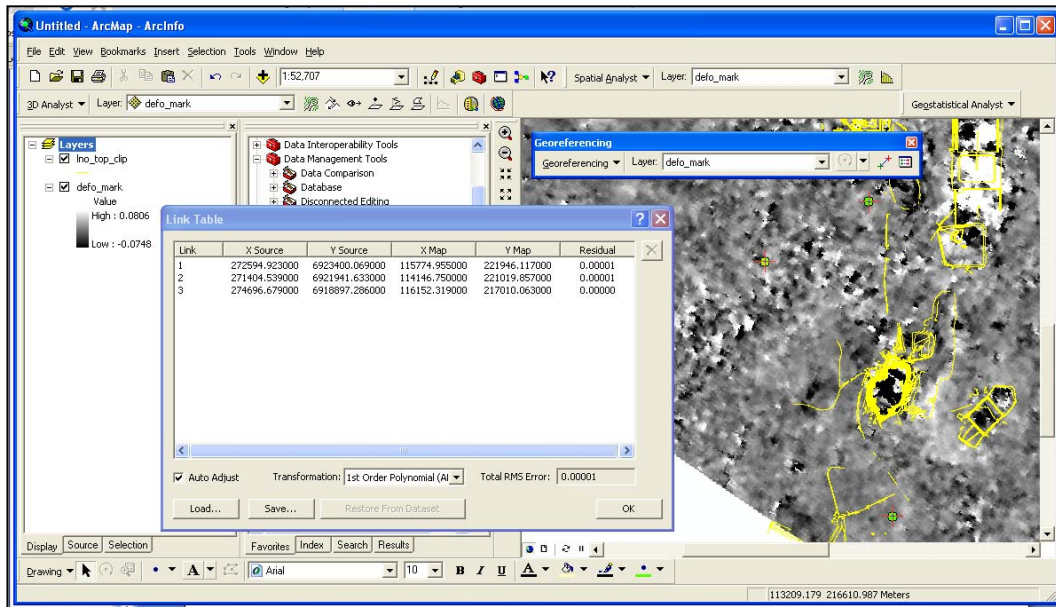 Untitled - ArcMap - ArcInfo
File Edit View Bookmarks Insert Selection Tools Window Help
1:52,707 Spatial Analyst Layer: defo_mark
3D Analyst Layer: defo_mark Geostatistical Analyst
Layers
lno_top_clip
defo_mark
Value
High : 0.0806
Low : -0.0748
Data Interoperability Tools
Data Management Tools
Data Comparison
Database
Disconnected Editing
Georeferencing
Georeferencing Layer: defo_mark
Link Table
Link X Source Y Source X Map Y Map Residual
1 272594.923000 6923400.069000 115774.955000 221946.117000 0.00001
2 271404.539000 6921941.633000 114146.750000 221019.857000 0.00001
3 274696.679000 6918897.286000 116152.319000 217010.063000 0.00000
Auto Adjust Transformation: 1st Order Polynomial (Al Total RMS Error: 0.00001
Load... Save... Restore From Dataset OK
Display Source Selection Favorites Index Search Results
Drawing A Arial 10 B I U A
113209.179 216610.987 Meters